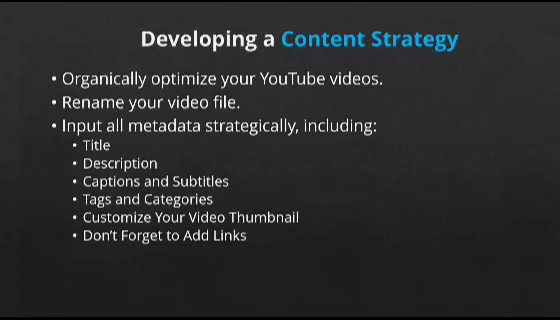 Developing a Content Strategy
• Organically optimize your YouTube videos.
• Rename your video file.
• Input all metadata strategically, including:
• Title
• Description
• Captions and Subtitles
• Tags and Categories
• Customize Your Video Thumbnail
• Don't Forget to Add Links